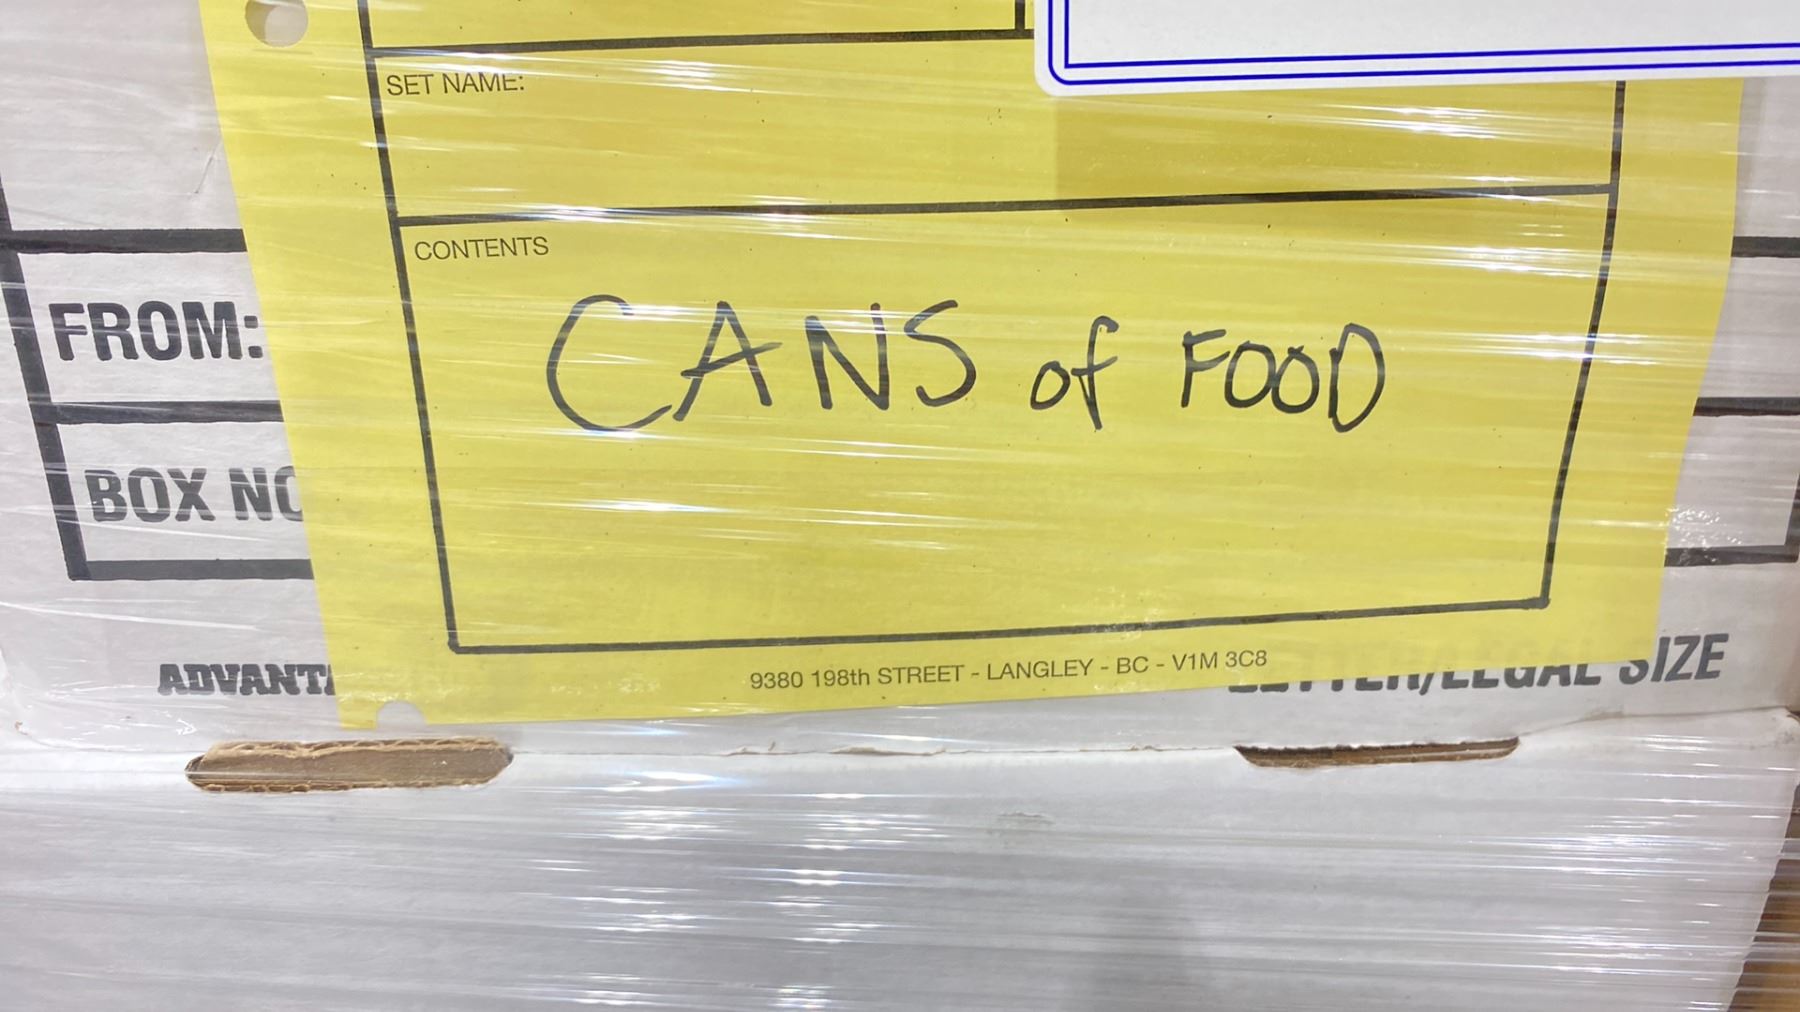 SET NAME:
CONTENTS
CANS of FOOD
FROM:
BOX NO
ADVANTA
LETTER/LEGAL SIZE
9380 198th STREET - LANGLEY - BC - V1M 3C8